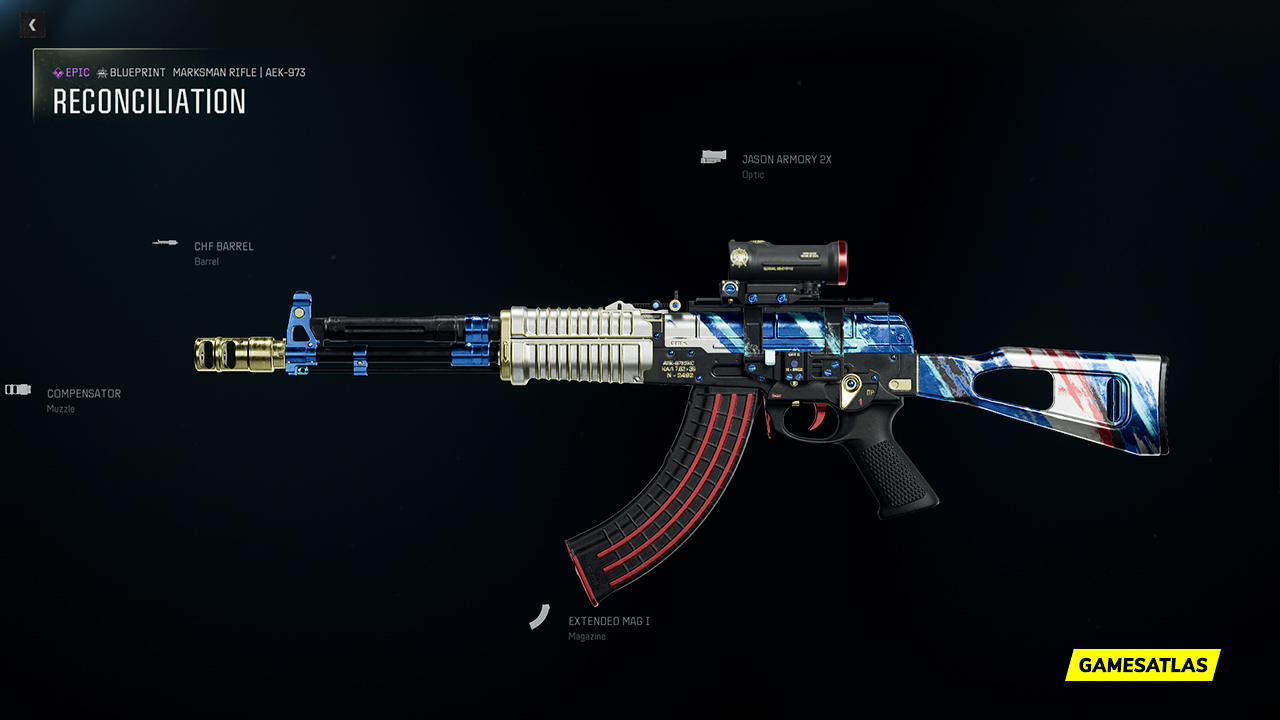 EPIC BLUEPRINT MARKSMAN RIFLE | AEK-973
RECONCILIATION
JASON ARMORY 2X
Optic
CHF BARREL
Barrel
COMPENSATOR
Muzzle
EXTENDED MAG I
Magazine
GAMESATLAS